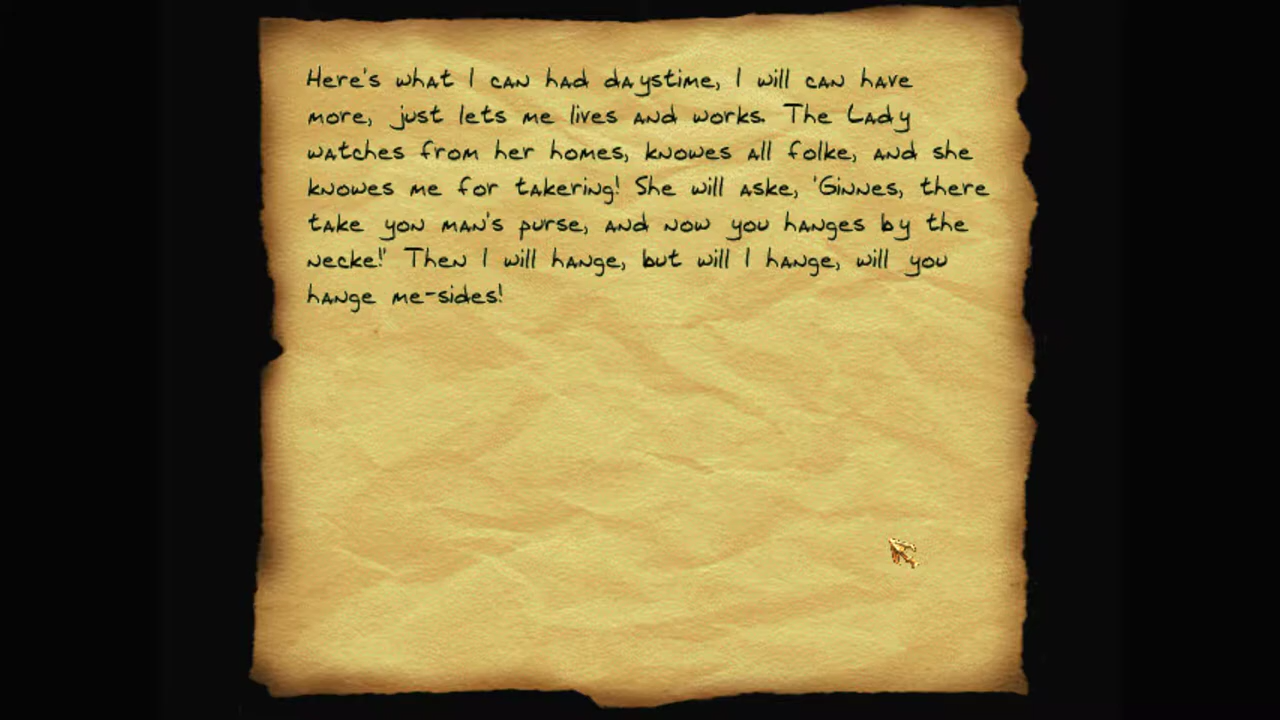 Here's what I can had daystime, I will can have
more, just lets me lives and works. The Lady
watches from her homes, knowes all folke, and she
knowes me for takering! She will aske, 'Ginnes, there
take yon man's purse, and now you hanges by the
necke!' Then I will hange, but will I hange, will you
hange me-sides!